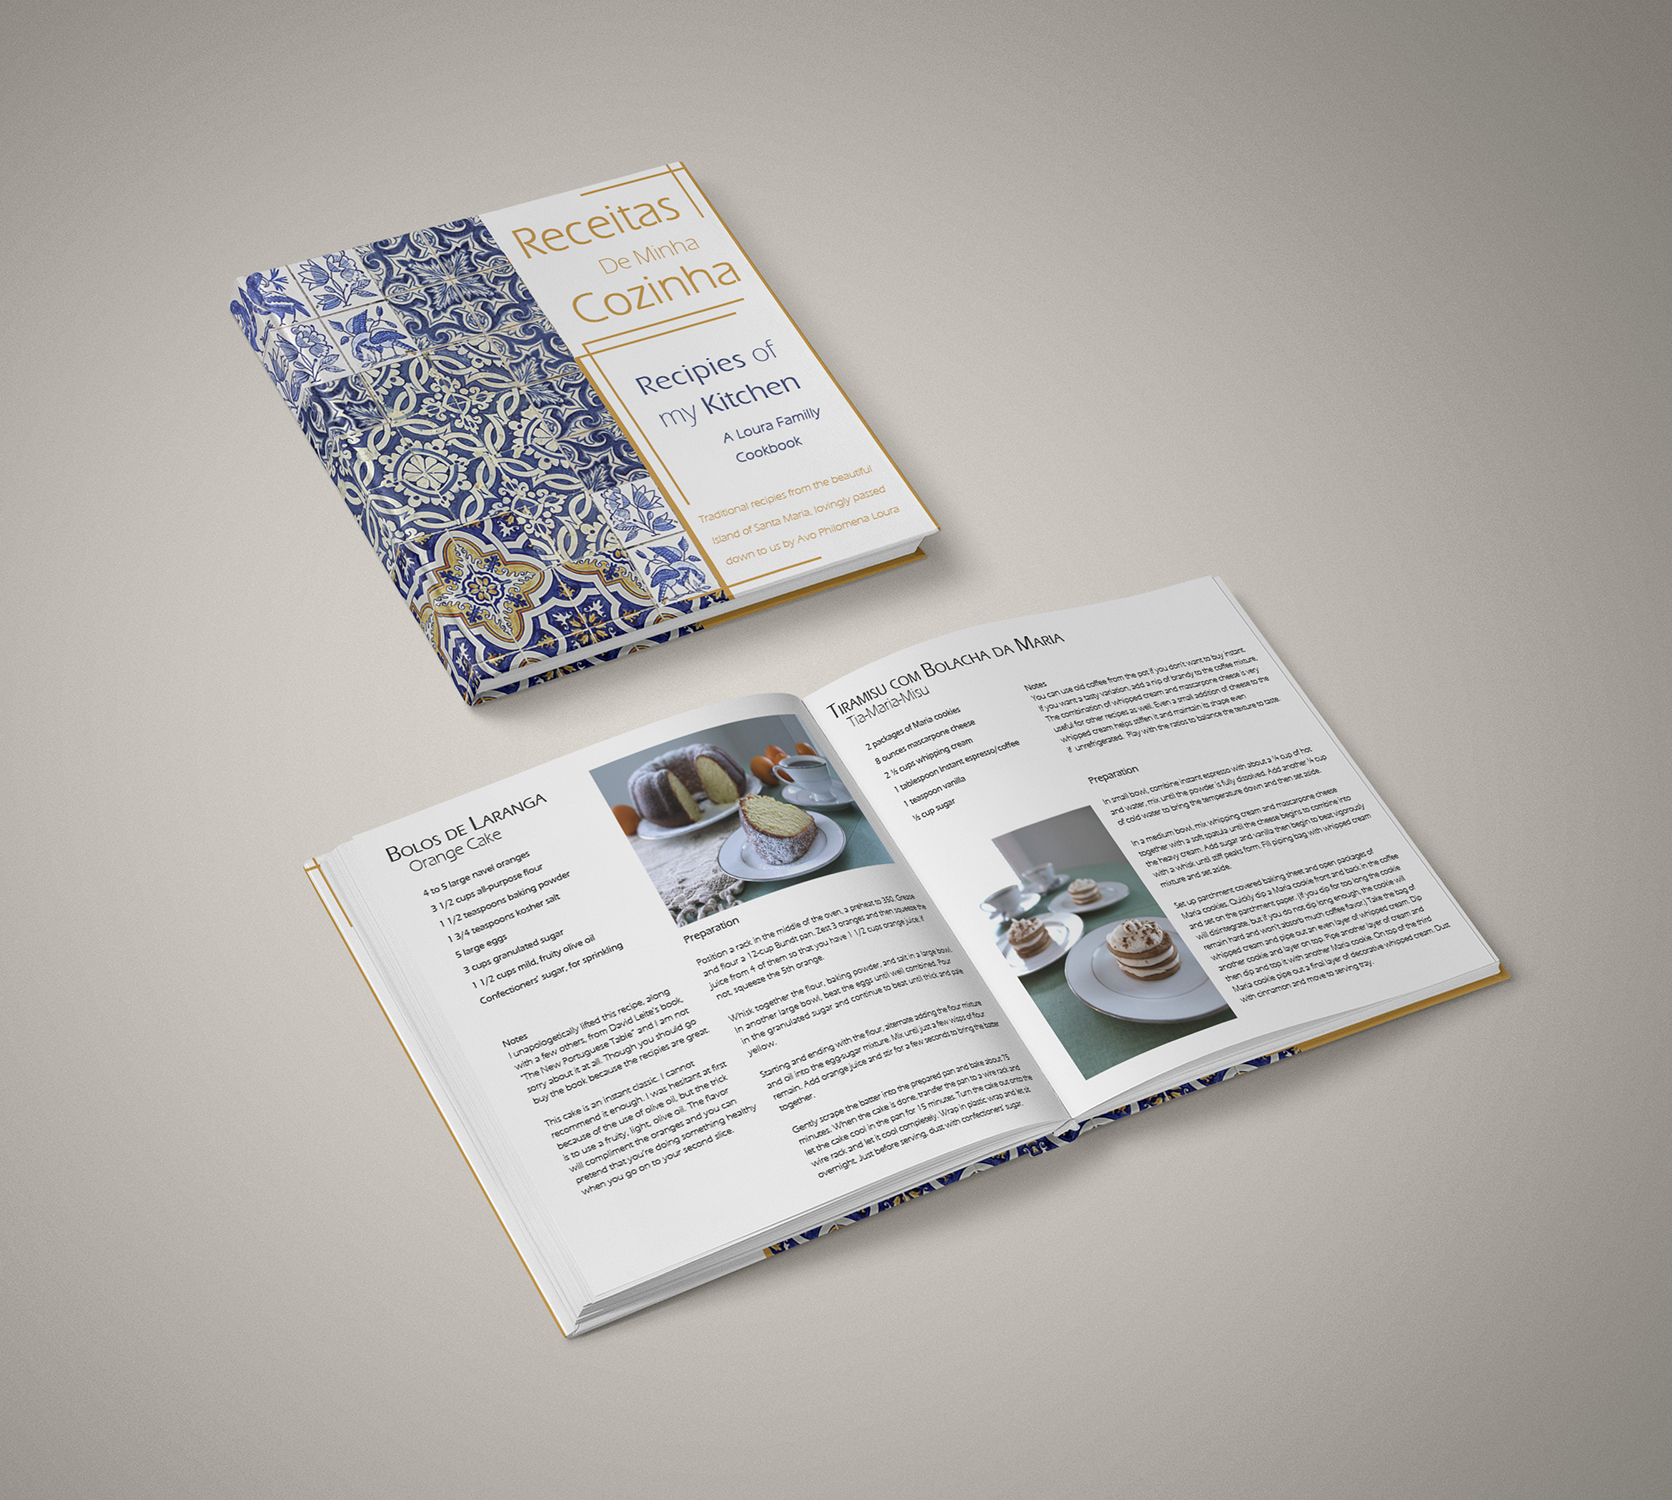 Receitas
De Minha
Cozinha
Recipies of
my Kitchen
A Loura Familly
Cookbook
Traditional recipies from the beautiful
island of Santa Maria, lovingly passed
down to us by Avo Philomena Loura
BOLOS DE LARANGA
Orange Cake
4 to 5 large navel oranges
3 1/2 cups all-purpose flour
1 1/2 teaspoons baking powder
1 3/4 teaspoons kosher salt
5 large eggs
3 cups granulated sugar
1 1/2 cups mild, fruity olive oil
Confectioners' sugar, for sprinkling
Notes
I unapologetically lifted this recipe, along
with a few others, from David Leite's book,
"The New Portuguese Table" and I am not
sorry about it at all. Though you should go
buy the book because the recipies are great.
This cake is an instant classic. I cannot
recommend it enough. I was hesitant at first
because of the use of olive oil, but the trick
is to use a fruity, light, olive oil. The flavor
will compliment the oranges and you can
pretend that you're doing something healthy
when you go on to your second slice.
Preparation
Position a rack in the middle of the oven, a preheat to 350. Grease
and flour a 12-cup Bundt pan. Zest 3 oranges and then squeeze the
juice from 4 of them so that you have 1 1/2 cups orange juice, if
not, squeeze the 5th orange.
Whisk together the flour, baking powder, and salt in a large bowl.
In another large bowl, beat the eggs until well combined. Pour
in the granulated sugar and continue to beat until thick and pale
yellow.
Starting and ending with the flour, alternate adding the flour mixture
and oil into the egg-sugar mixture. Mix until just a few wisps of four
remain. Add orange juice and stir for a few seconds to bring the batter
together.
Gently scrape the batter into the prepared pan and bake about 75
minutes. When the cake is done, transfer the pan to a wire rack and
let the cake cool in the pan for 15 minutes. Turn the cake out onto the
wire rack and let it cool completely. Wrap in plastic wrap and let sit
overnight. Just before serving, dust with confectioners' sugar.
TIRAMISU COM BOLACHA DA MARIA
Tia-Maria-Misu
2 packages of Maria cookies
8 ounces mascarpone cheese
2 ½ cups whipping cream
1 tablespoon Instant espresso/coffee
1 teaspoon vanilla
½ cup sugar
Notes
You can use old coffee from the pot if you don't want to buy instant.
If you want a tasty variation, add a nip of brandy to the coffee mixture.
The combination of whipped cream and mascarpone cheese is very
useful for other recipes as well. Even a small addition of cheese to the
whipped cream helps stiffen it and maintain its shape even
if unrefrigerated. Play with the ratios to balance the texture to taste.
Preparation
In small bowl, combine instant espresso with about a ¼ cup of hot
and water, mix until the powder is fully dissolved. Add another ¼ cup
of cold water to bring the temperature down and then set aside.
In a medium bowl, mix whipping cream and mascarpone cheese
together with a soft spatula until the cheese begins to combine into
the heavy cream. Add sugar and vanilla then begin to beat vigorously
with a whisk until stiff peaks form. Fill piping bag with whipped cream
mixture and set aside.
Set up parchment covered baking sheet and open packages of
Maria cookies. Quickly dip a Maria cookie front and back in the coffee
and set on the parchment paper. (If you dip for too long the cookie
will disintegrate, but if you do not dip long enough, the cookie will
remain hard and won't absorb much coffee flavor.) Take the bag of
whipped cream and pipe out an even layer of whipped cream. Dip
another cookie and layer on top. Pipe another layer of cream and
then dip and top it with another Maria cookie. On top of the third
Maria cookie pipe out a final layer of decorative whipped cream. Dust
with cinnamon and move to serving tray.